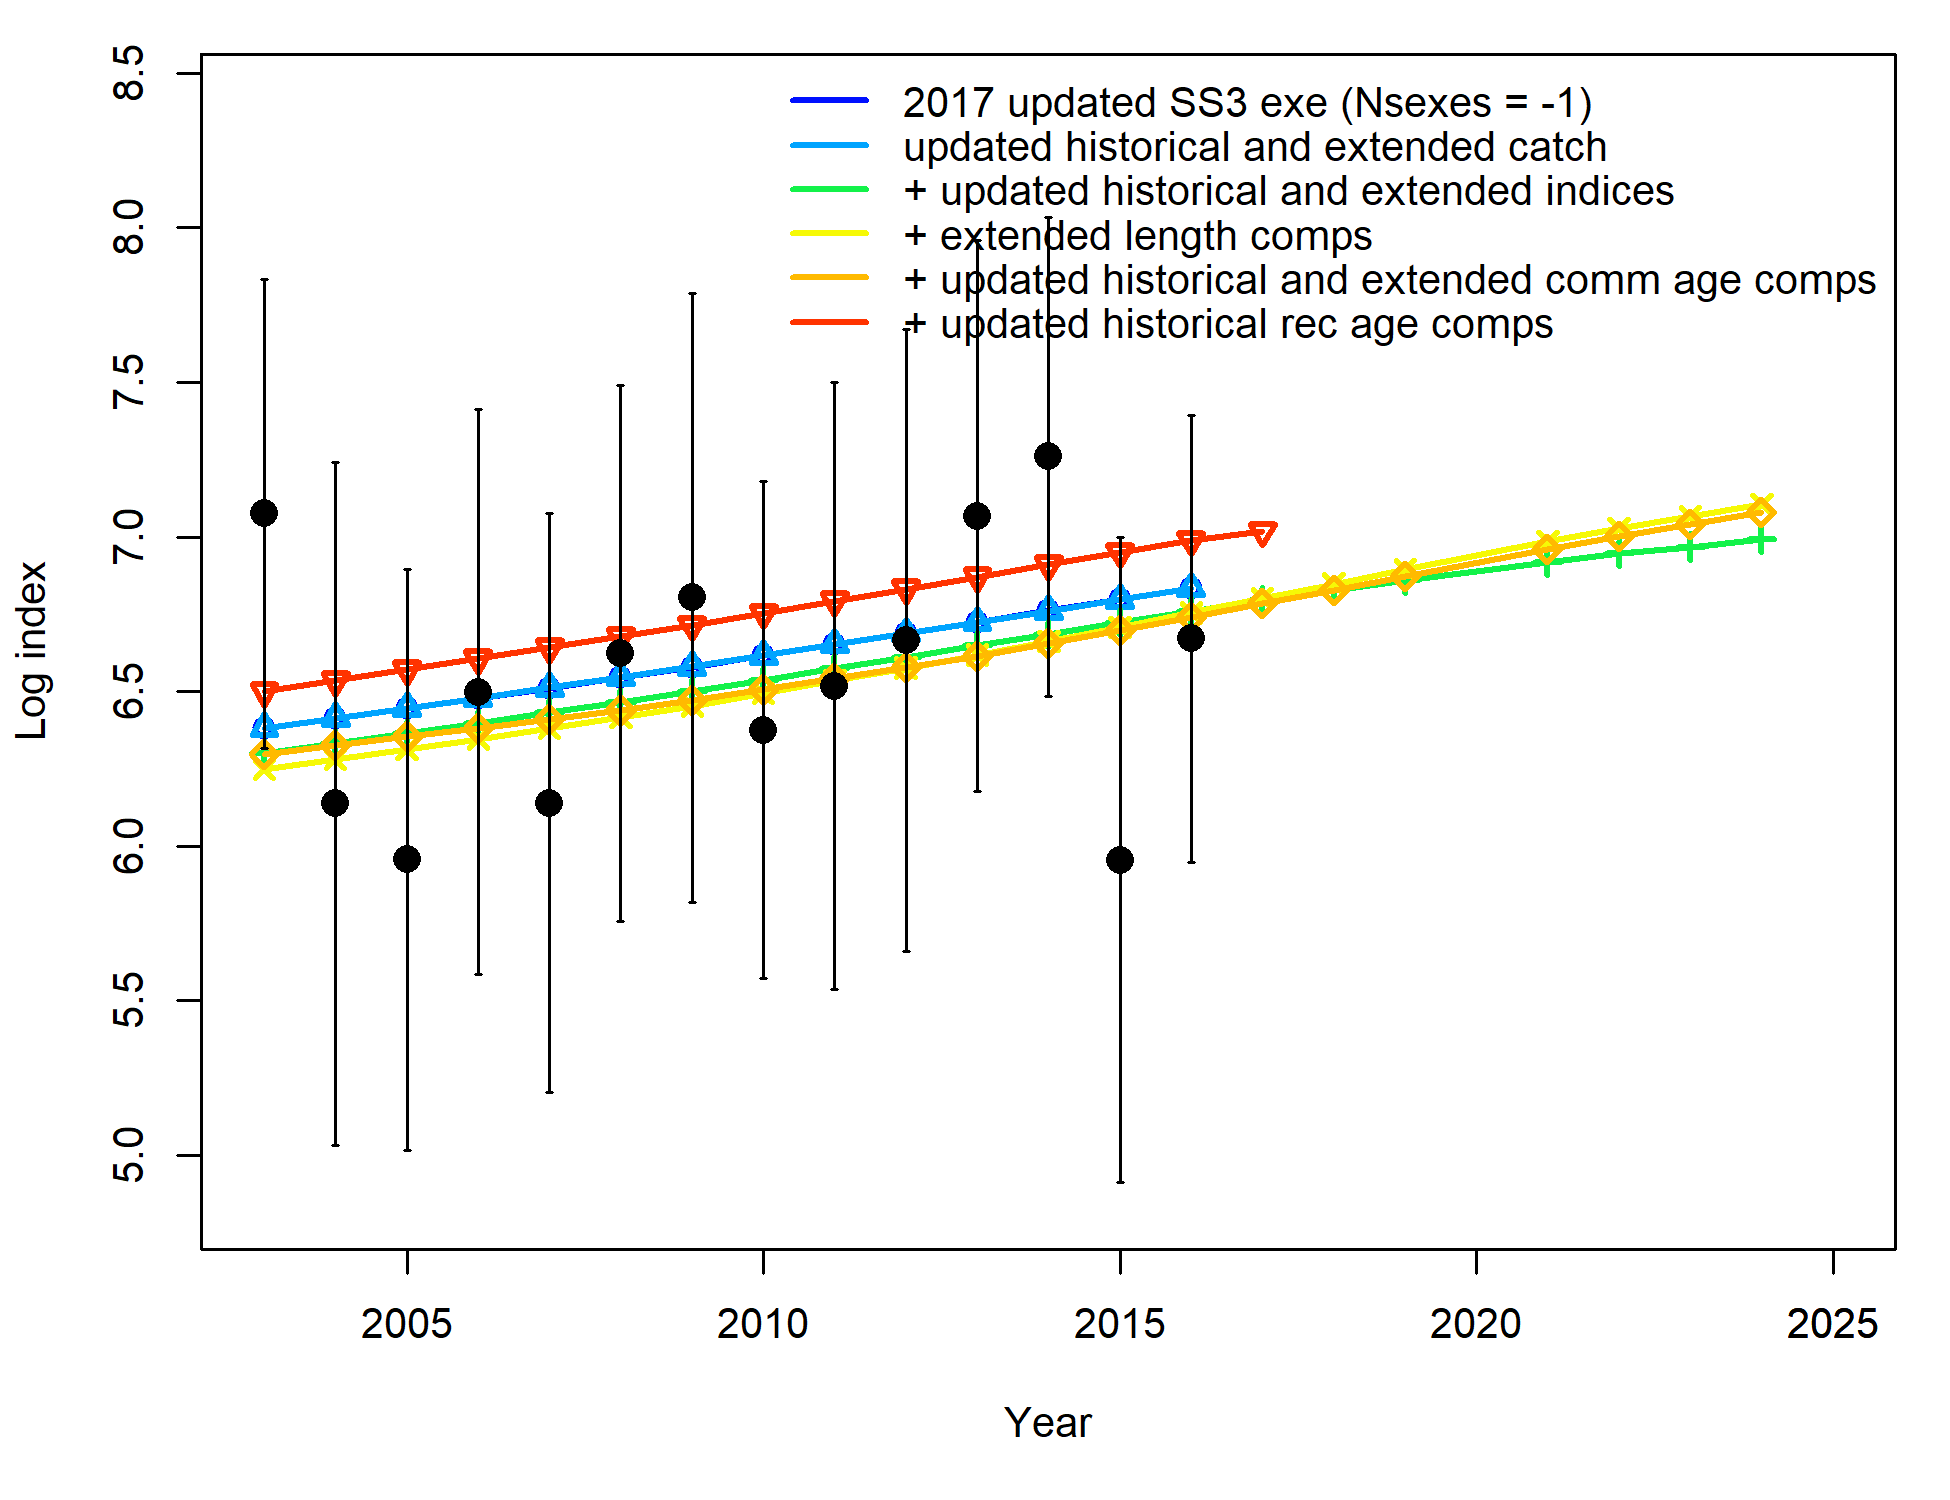 8.5
8.0
7.5
7.0
6.5
6.0
5.5
5.0
Log index
2017 updated SS3 exe (Nsexes = -1)
updated historical and extended catch
+ updated historical and extended indices
+ extended length comps
+ updated historical and extended comm age comps
+ updated historical rec age comps
2005
2010
2015
2020
2025
Year